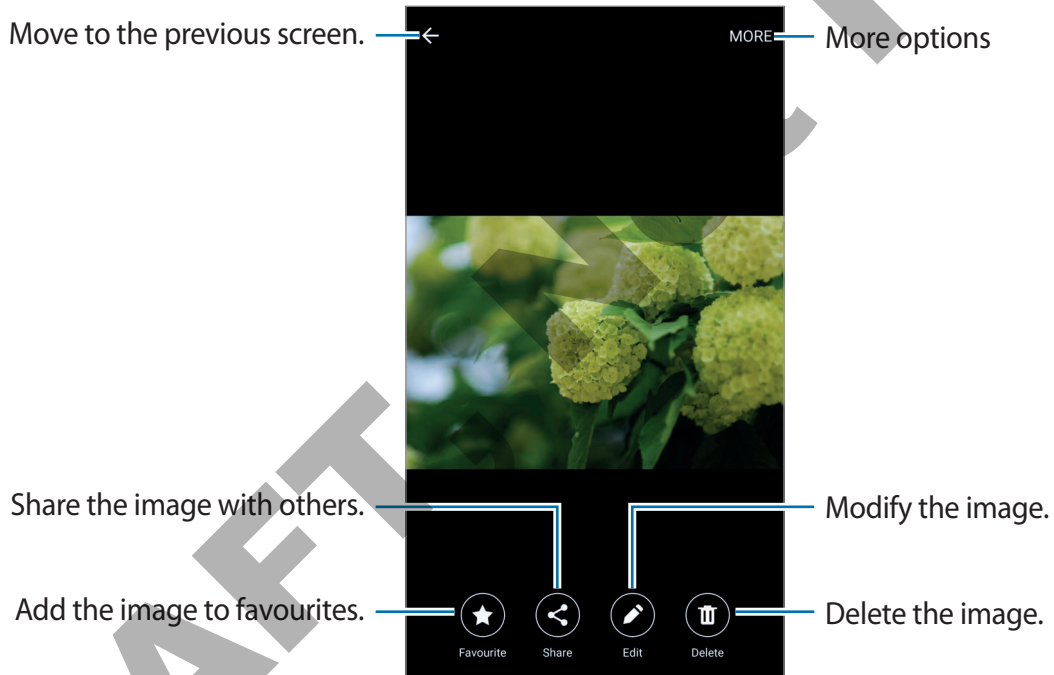 Move to the previous screen.
MORE
More options
Share the image with others.
Modify the image.
Add the image to favourites.
Delete the image.
Favourite
Share
Edit
Delete